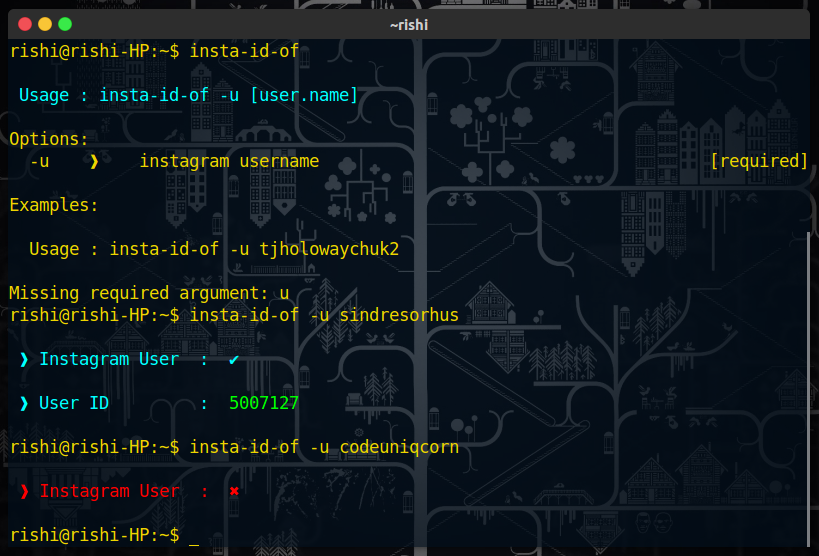 ~rishi
rishi@rishi-HP:~$ insta-id-of
Usage : insta-id-of -u [user.name]
Options:
-u ❱ instagram username [required]
Examples:
Usage : insta-id-of -u tjholowaychuk2
Missing required argument: u
rishi@rishi-HP:~$ insta-id-of -u sindresorhus
❱ Instagram User : ✔
❱ User ID : 5007127
rishi@rishi-HP:~$ insta-id-of -u codeuniqcorn
❱ Instagram User : ✖
rishi@rishi-HP:~$ _